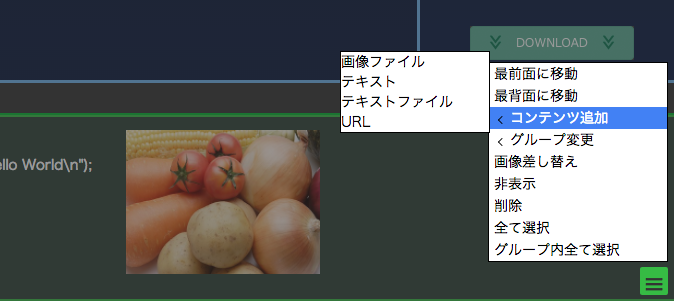 DOWNLOAD
画像ファイル
テキスト
テキストファイル
URL
最前面に移動
最背面に移動
< コンテンツ追加
< グループ変更
画像差し替え
非表示
削除
全て選択
グループ内全て選択
ello World\n");